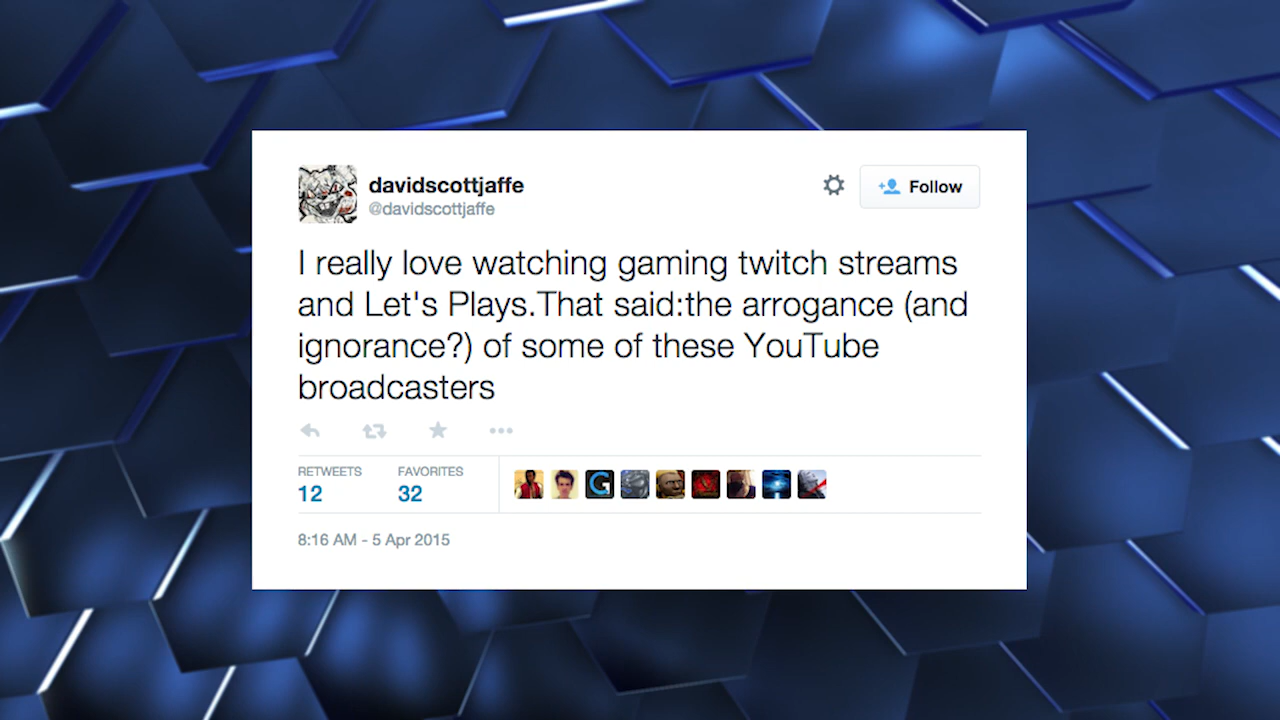 davidscottjaffe
@davidscottjaffe
Follow
I really love watching gaming twitch streams
and Let's Plays.That said:the arrogance (and
ignorance?) of some of these YouTube
broadcasters
RETWEETS FAVORITES
12 32
G
8:16 AM - 5 Apr 2015